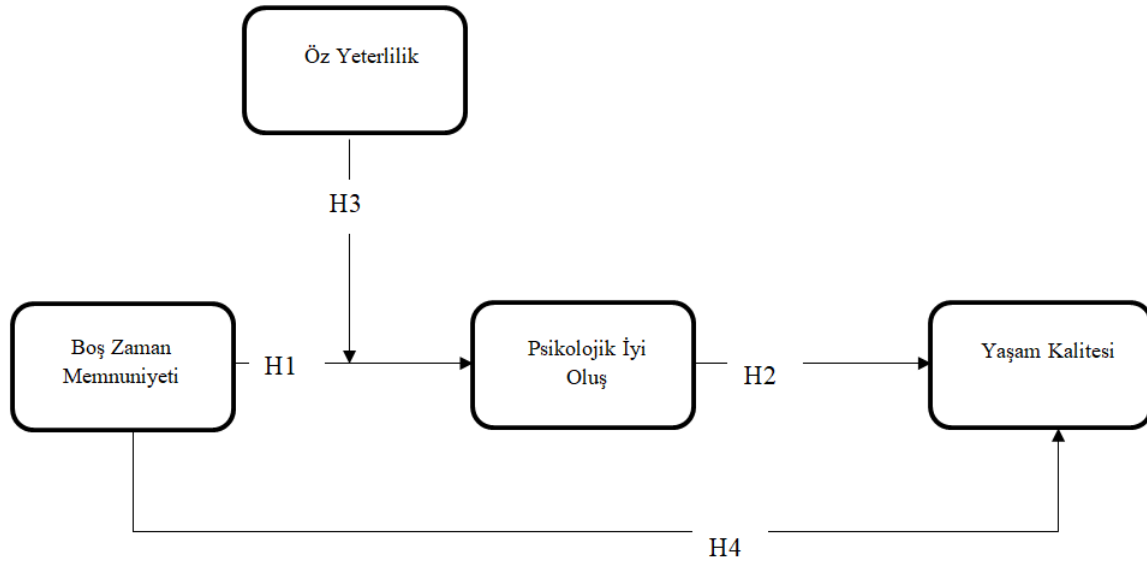 Öz Yeterlilik
H3
Boş Zaman
Memnuniyeti
H1
Psikolojik İyi
Oluş
H2
Yaşam Kalitesi
H4